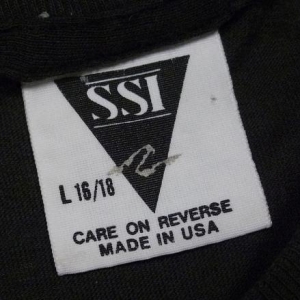 SSI
L 16/18
CARE ON REVERSE
MADE IN USA